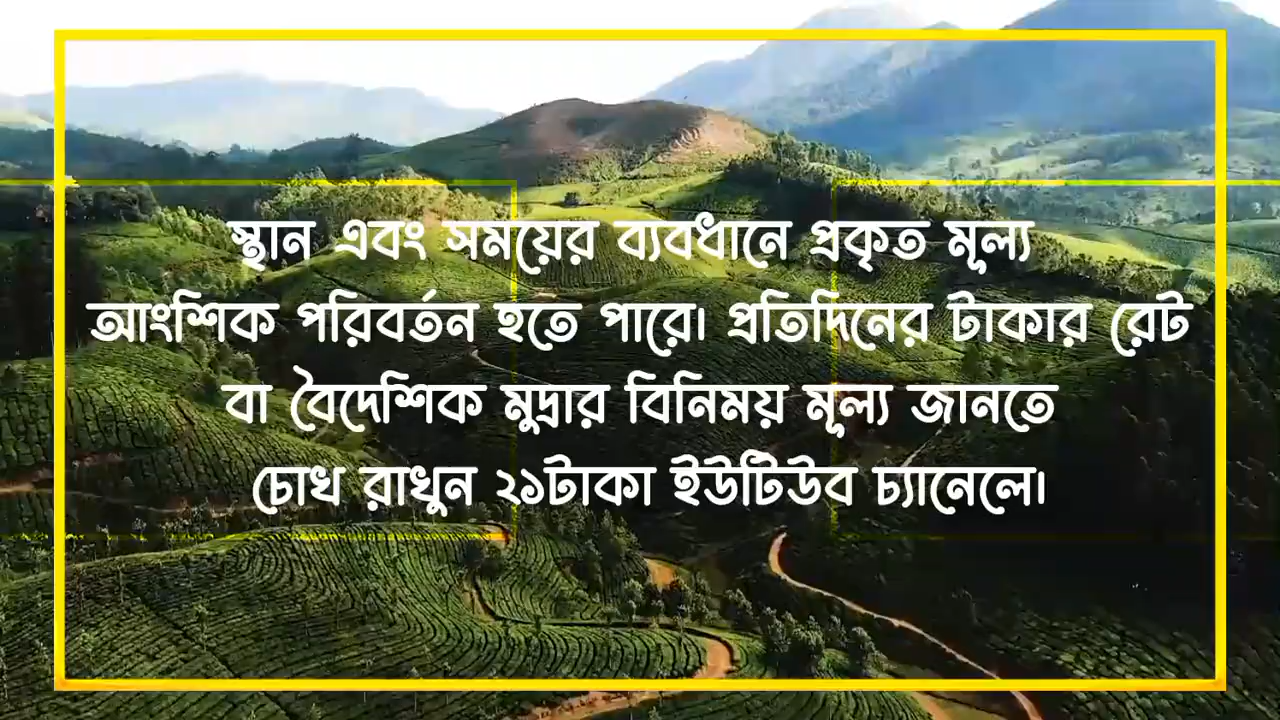 স্থান এবং সময়ের ব্যবধানে প্রকৃত মূল্য
আংশিক পরিবর্তন হতে পারে। প্রতিদিনের টাকার রেট
বা বৈদেশিক মুদ্রার বিনিময় মূল্য জানতে
চোখ রাখুন ২১টাকা ইউটিউব চ্যানেলে।